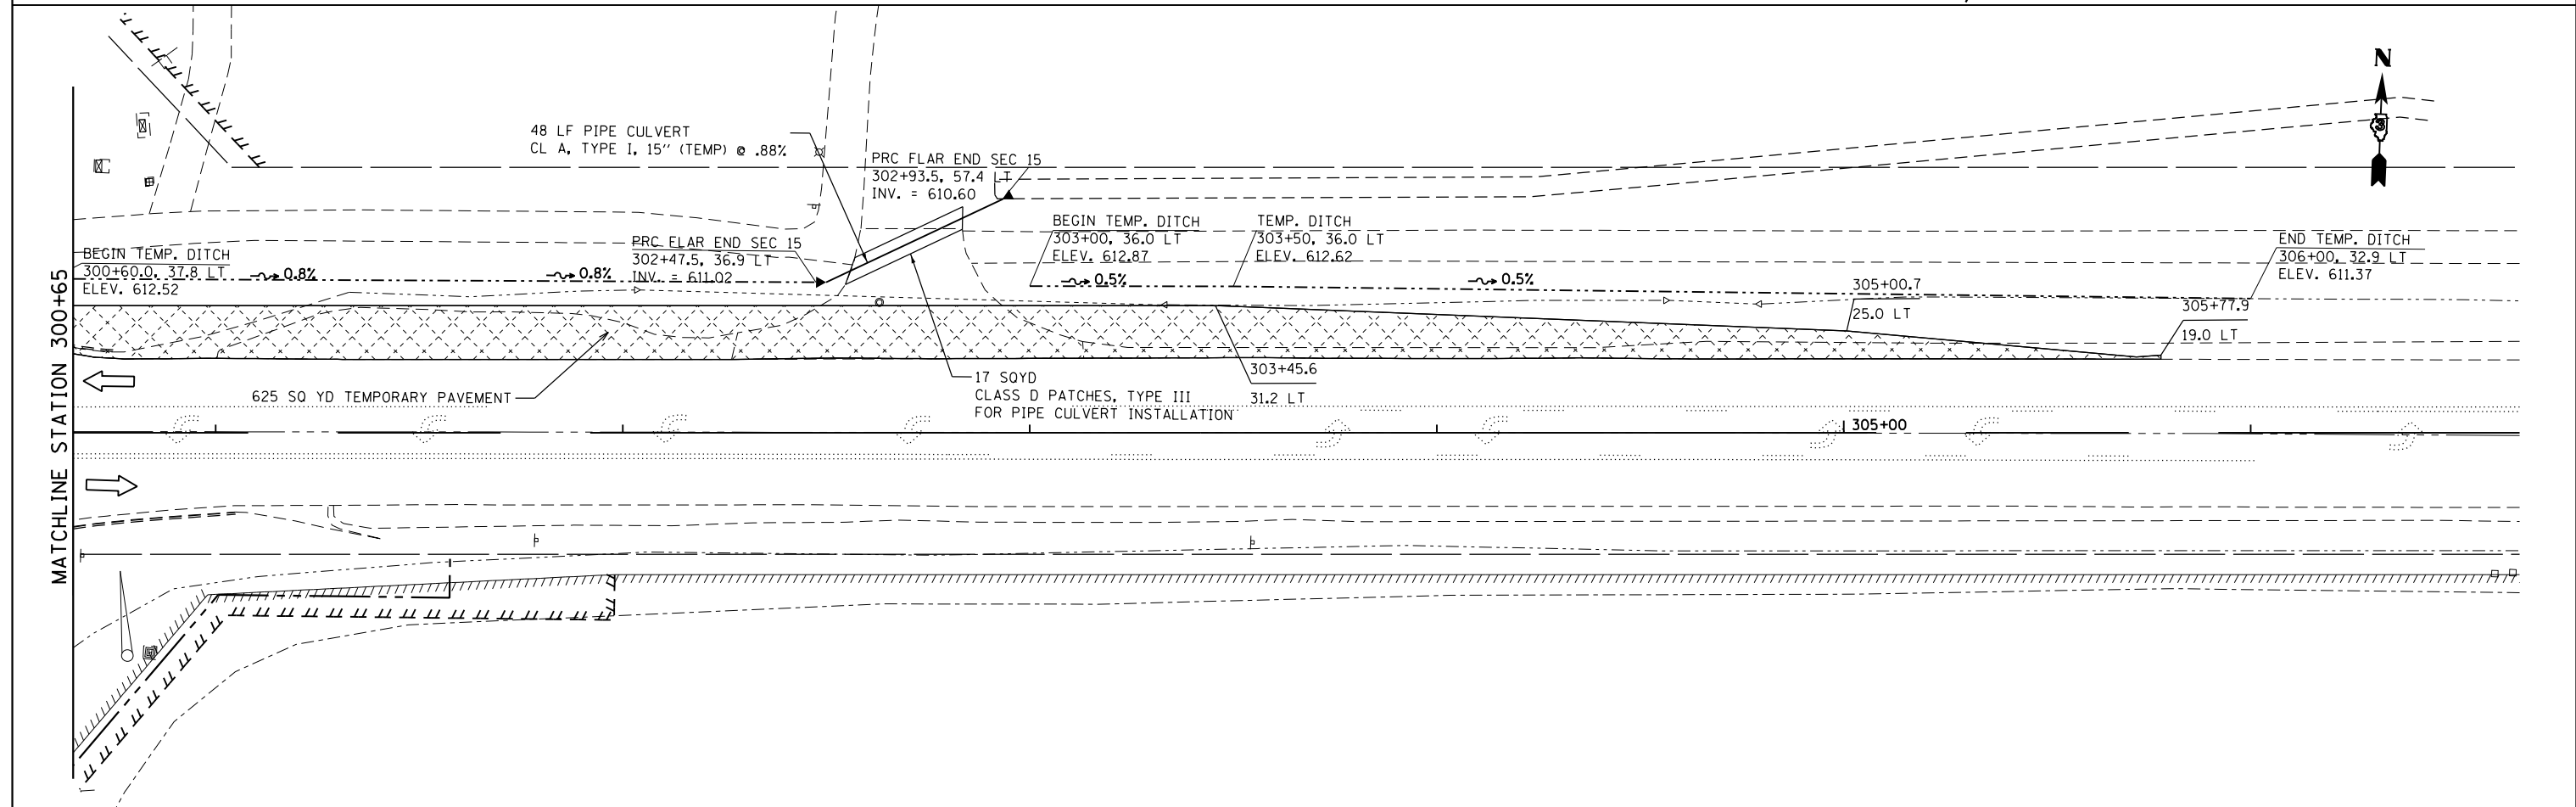 N
3
48 LF PIPE CULVERT
CL A, TYPE I, 15" (TEMP) @ .88%
PRC FLAR END SEC 15
302+93.5, 57.4 LT
INV. = 610.60
BEGIN TEMP. DITCH
303+00, 36.0 LT
ELEV. 612.87
TEMP. DITCH
303+50, 36.0 LT
ELEV. 612.62
END TEMP. DITCH
306+00, 32.9 LT
ELEV. 611.37
BEGIN TEMP. DITCH
300+60.0, 37.8 LT
ELEV. 612.52
0.8%
0.8%
PRC FLAR END SEC 15
302+47.5, 36.9 LT
INV. = 611.02
0.5%
0.5%
305+00.7
25.0 LT
305+77.9
19.0 LT
303+45.6
31.2 LT
625 SQ YD TEMPORARY PAVEMENT
17 SQYD
CLASS D PATCHES, TYPE III
FOR PIPE CULVERT INSTALLATION
305+00
MATCHLINE STATION 300+65